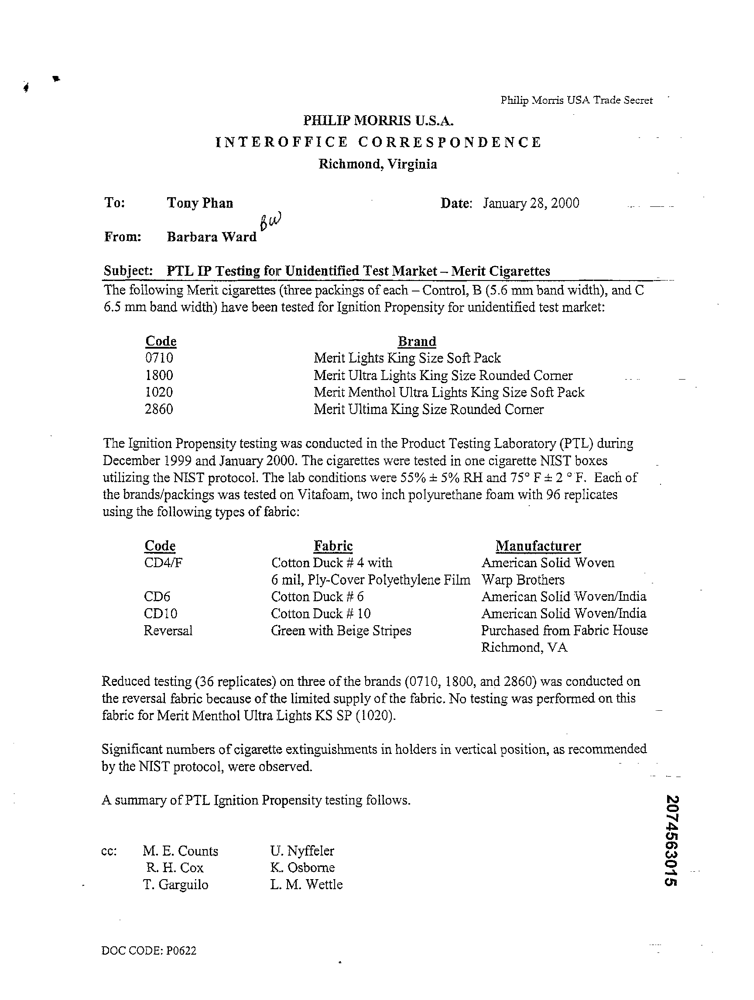 Philip Morris USA Trade Secret
PHILIP MORRIS U.S.A.
INTEROFFICE CORRESPONDENCE
Richmond, Virginia
To: Tony Phan Date: January 28, 2000
BW
From: Barbara Ward
Subject: PTL IP Testing for Unidentified Test Market – Merit Cigarettes
The following Merit cigarettes (three packings of each – Control, B (5.6 mm band width), and C
6.5 mm band width) have been tested for Ignition Propensity for unidentified test market:
Code Brand
0710 Merit Lights King Size Soft Pack
1800 Merit Ultra Lights King Size Rounded Corner
1020 Merit Menthol Ultra Lights King Size Soft Pack
2860 Merit Ultima King Size Rounded Corner
The Ignition Propensity testing was conducted in the Product Testing Laboratory (PTL) during
December 1999 and January 2000. The cigarettes were tested in one cigarette NIST boxes
utilizing the NIST protocol. The lab conditions were 55% ± 5% RH and 75° F ± 2 ° F. Each of
the brands/packings was tested on Vitafoam, two inch polyurethane foam with 96 replicates
using the following types of fabric:
Code Fabric Manufacturer
CD4/F Cotton Duck # 4 with American Solid Woven
6 mil, Ply-Cover Polyethylene Film Warp Brothers
CD6 Cotton Duck # 6 American Solid Woven/India
CD10 Cotton Duck # 10 American Solid Woven/India
Reversal Green with Beige Stripes Purchased from Fabric House
Richmond, VA
Reduced testing (36 replicates) on three of the brands (0710, 1800, and 2860) was conducted on
the reversal fabric because of the limited supply of the fabric. No testing was performed on this
fabric for Merit Menthol Ultra Lights KS SP (1020).
Significant numbers of cigarette extinguishments in holders in vertical position, as recommended
by the NIST protocol, were observed.
A summary of PTL Ignition Propensity testing follows.
cc: M. E. Counts U. Nyffeler
R. H. Cox K. Osborne
T. Garguilo L. M. Wettle
2074563015
DOC CODE: P0622